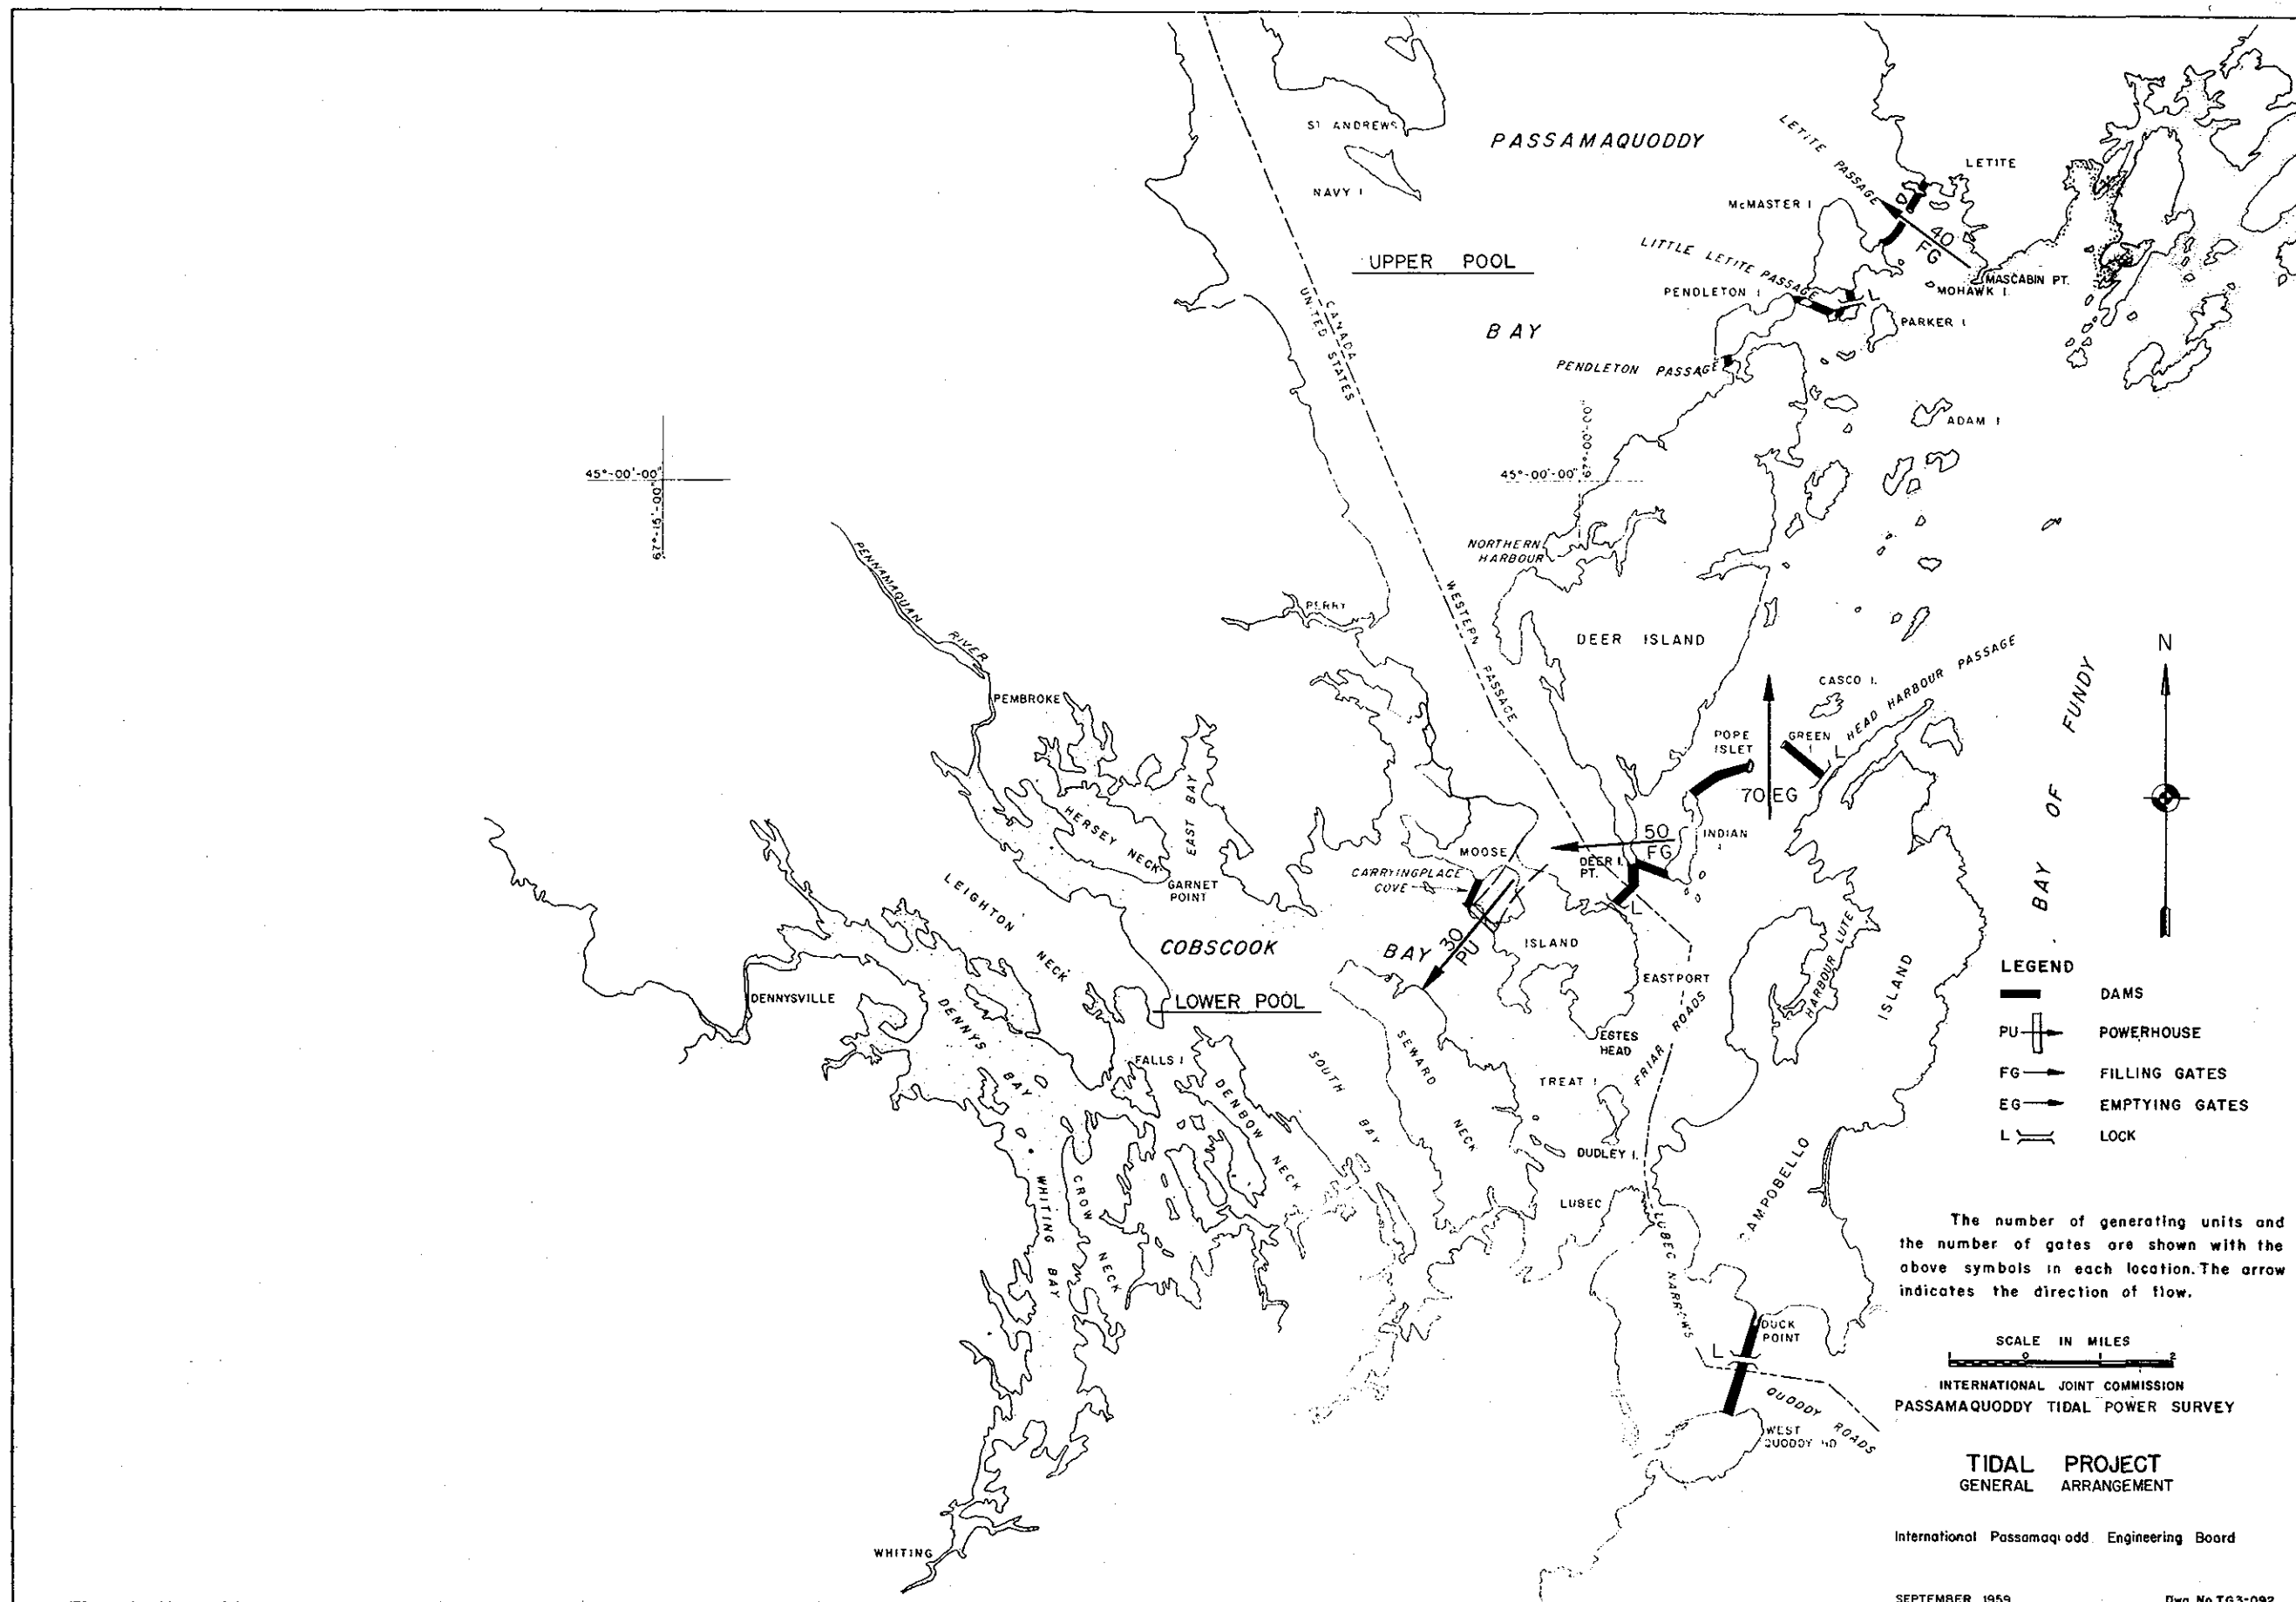 ST ANDREWS
NAVY I
PASSAMAQUODDY
BAY
UPPER POOL
LETITE PASSAGE
LETITE
McMASTER I
40
FG
LITTLE LETITE PASSAGE
MASCABIN PT.
MOHAWK I.
PENDLETON I
L
PARKER I
PENDLETON PASSAGE
CANADA
UNITED STATES
ADAM I
45°-00'-00"
67°-15'-00"
45°-00'-00"
67°-00'-00"
PENNAMAQUAN RIVER
NORTHERN
HARBOUR
WESTERN PASSAGE
PERRY
DEER ISLAND
N
HEAD HARBOUR PASSAGE
CASCO I.
PEMBROKE
POPE
ISLET
GREEN
I
L
70 EG
BAY OF FUNDY
HERSEY NECK
EAST BAY
GARNET
POINT
MOOSE
50
FG
INDIAN
I
DEER I.
PT.
CARRYINGPLACE
COVE
L
LEIGHTON NECK
COBSCOOK
BAY
30
PU
L
ISLAND
EASTPORT
LOWER POOL
DENNYSVILLE
DENNYS BAY
HARBOUR LUTE
ISLAND
ESTES
HEAD
FRIAR ROADS
FALLS I
SEWARD NECK
SOUTH BAY
TREAT I
DENBOW NECK
DUDLEY I.
LUBEC
CAMPOBELLO
WHITING BAY
CROW NECK
LUBEC NARROWS
DUCK
POINT
L
QUODDY ROADS
WEST
QUODDY HD
WHITING
LEGEND
DAMS
PU POWERHOUSE
FG FILLING GATES
EG EMPTYING GATES
L LOCK
The number of generating units and
the number of gates are shown with the
above symbols in each location. The arrow
indicates the direction of flow.
SCALE IN MILES
1 0 1 2
INTERNATIONAL JOINT COMMISSION
PASSAMAQUODDY TIDAL POWER SURVEY
TIDAL PROJECT
GENERAL ARRANGEMENT
International Passamaquodd Engineering Board
SEPTEMBER 1959
Dwg. No. TG3-092